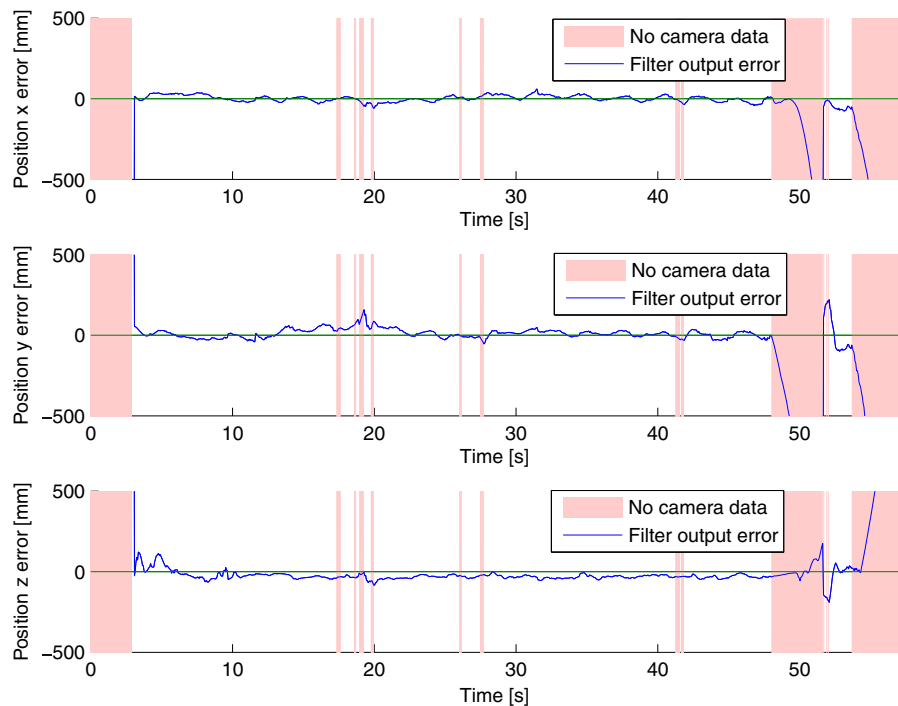 500
0
−500
Position x error [mm]
No camera data
Filter output error
0 10 20 30 40 50
Time [s]
500
0
−500
Position y error [mm]
No camera data
Filter output error
0 10 20 30 40 50
Time [s]
500
0
−500
Position z error [mm]
No camera data
Filter output error
0 10 20 30 40 50
Time [s]